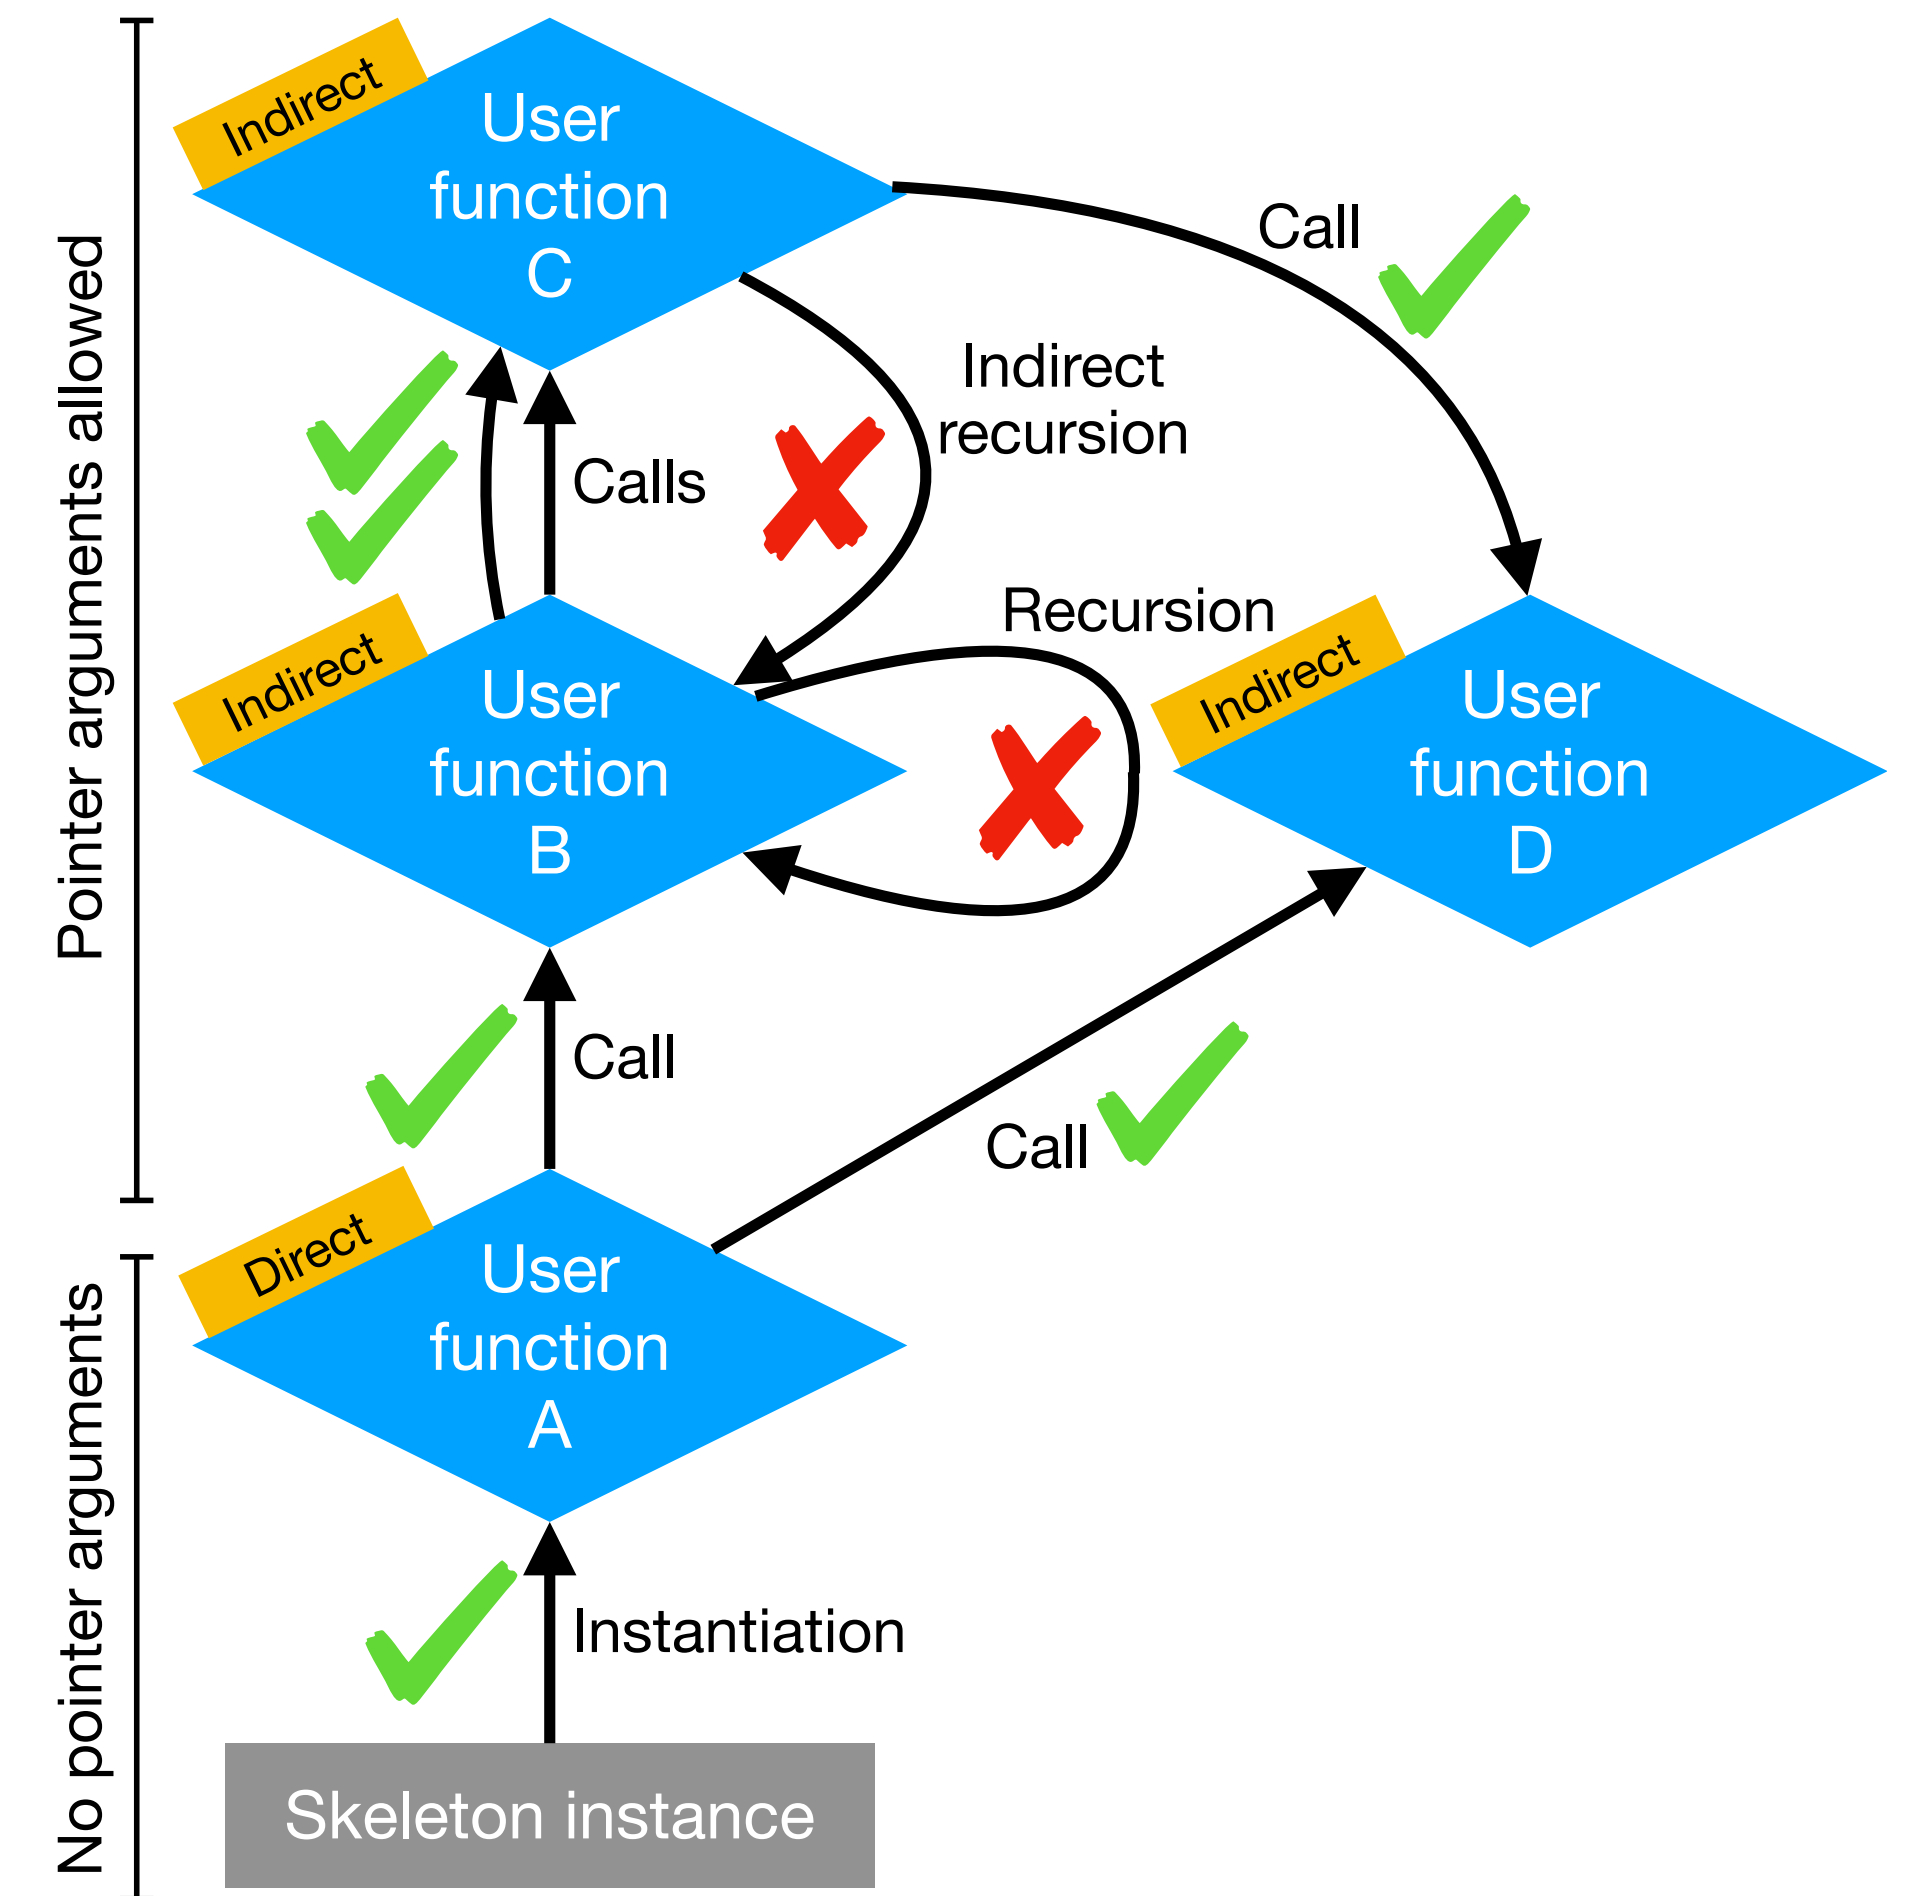 Pointer arguments allowed
No pointer arguments
Indirect
User
function
C
Call
Indirect
recursion
Calls
Recursion
Indirect
User
function
B
Indirect
User
function
D
Call
Call
Direct
User
function
A
Instantiation
Skeleton instance